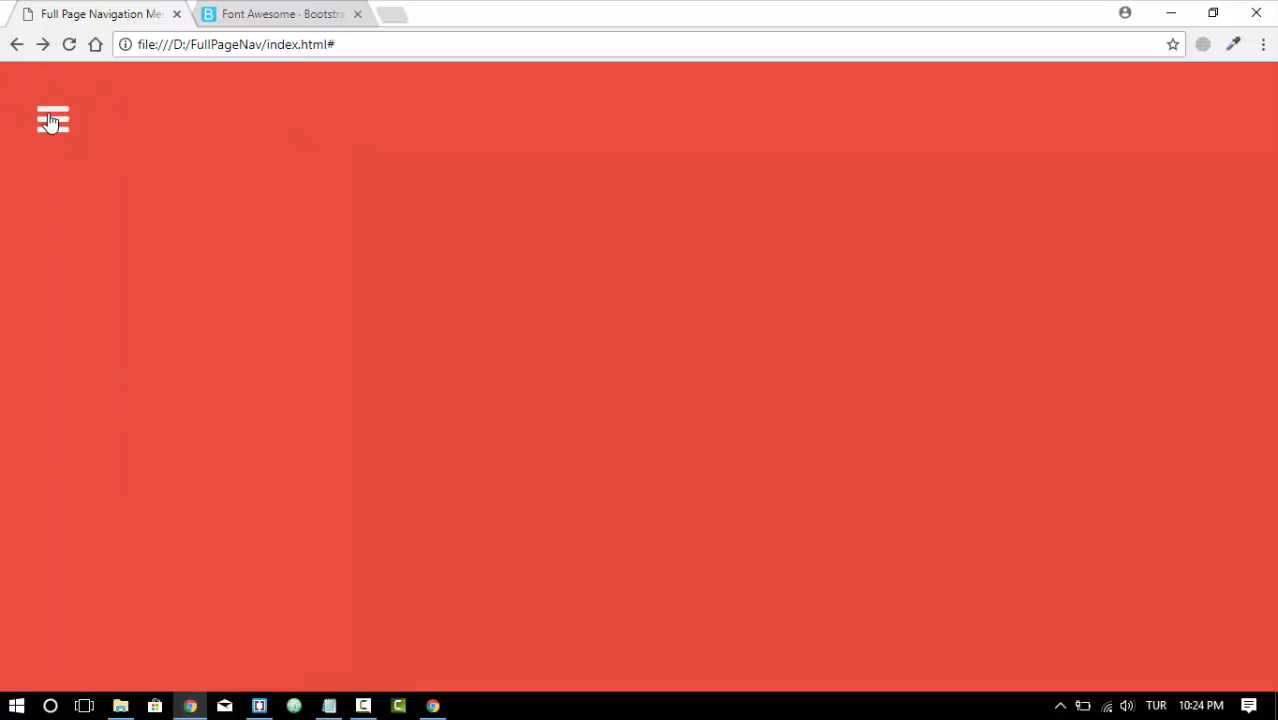 Full Page Navigation Me
B Font Awesome - Bootstra
file:///D:/FullPageNav/index.html#
TUR 10:24 PM